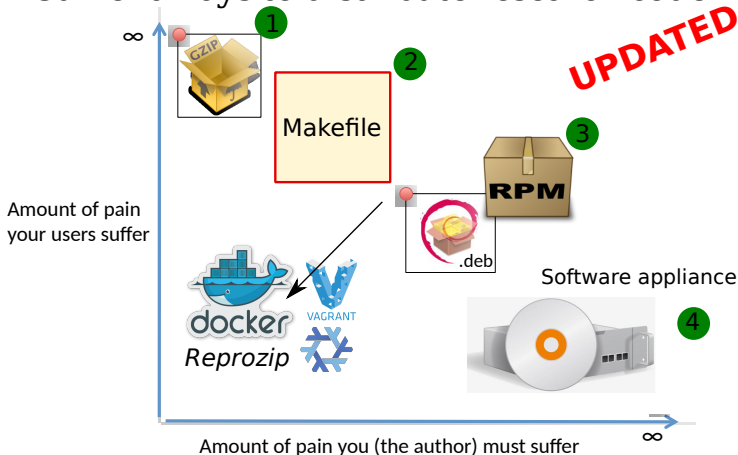 UPDATED
∞
1
GZIP
2
Makefile
3
RPM
Amount of pain
your users suffer
.deb
Software appliance
docker
VAGRANT
4
Reprozip
∞
Amount of pain you (the author) must suffer